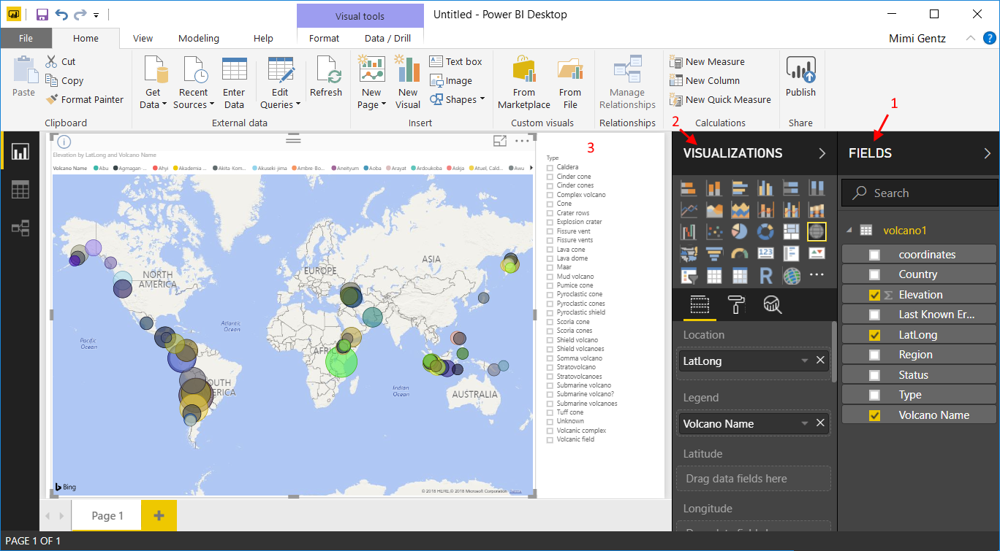 Visual tools
Untitled - Power BI Desktop
File
Home
View
Modeling
Help
Format
Data / Drill
Mimi Gentz
?
Paste
Cut
Copy
Format Painter
Clipboard
Get Data
Recent Sources
Enter Data
Edit Queries
Refresh
External data
New Page
New Visual
Text box
Image
Shapes
Insert
From Marketplace
From File
Custom visuals
Manage Relationships
Relationships
New Measure
New Column
New Quick Measure
Calculations
Publish
Share
1
2
3
Elevation by LatLong and Volcano Name
Volcano Name Abu Agmagan ... Ahyi Akademia ... Akita-Kom... Akuseki-jima Ambre-Bo... Aneityum Aoba Arayat Ardoukoba Askja Atuel, Cald... Awu
NORTH AMERICA
EUROPE
ASIA
Atlantic Ocean
Pacific Ocean
AFRI
OUTH
ERICA
Indian Ocean
AUSTRALIA
Bing
© 2018 HERE,© 2018 Microsoft Corporation Terms
Type
Caldera
Cinder cone
Cinder cones
Complex volcano
Cone
Crater rows
Explosion crater
Fissure vent
Fissure vents
Lava cone
Lava dome
Maar
Mud volcano
Pumice cone
Pyroclastic cone
Pyroclastic cones
Pyroclastic shield
Scoria cone
Scoria cones
Shield volcano
Shield volcanoes
Somma volcano
Stratovolcano
Stratovolcanoes
Submarine volcano
Submarine volcano?
Submarine volcanoes
Tuff cone
Unknown
Volcanic complex
Volcanic field
VISUALIZATIONS
123
R
Location
LatLong
Legend
Volcano Name
Latitude
Drag data fields here
Longitude
FIELDS
Search
volcano1
coordinates
Country
Σ Elevation
Last Known Er...
LatLong
Region
Status
Type
Volcano Name
Page 1
PAGE 1 OF 1